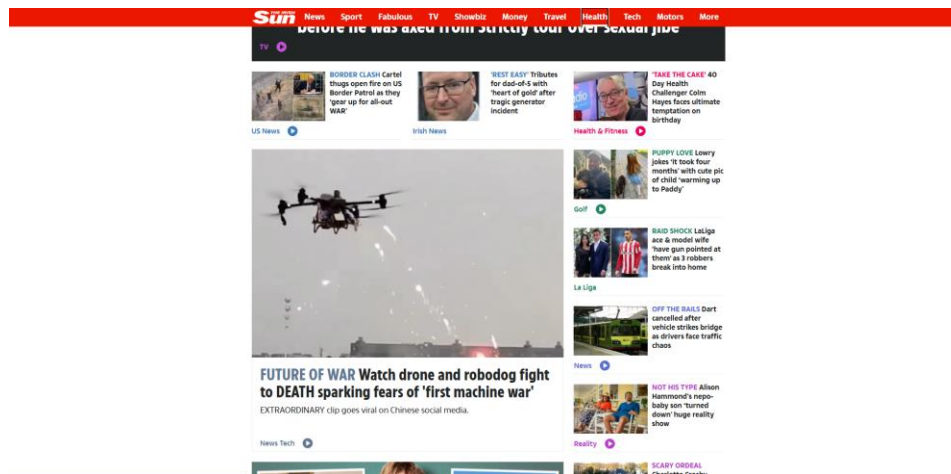 THE IRISH
Sun News Sport Fabulous TV Showbiz Money Travel Health Tech Motors More
before he was axed from Strictly tour over sexual jibe
TV
BORDER CLASH Cartel
thugs open fire on US
Border Patrol as they
'gear up for all-out
WAR'
US News
'REST EASY' Tributes
for dad-of-5 with
'heart of gold' after
tragic generator
incident
Irish News
'TAKE THE CAKE' 40
Day Health
Challenger Colm
Hayes faces ultimate
temptation on
birthday
Health & Fitness
FUTURE OF WAR Watch drone and robodog fight
to DEATH sparking fears of 'first machine war'
EXTRAORDINARY clip goes viral on Chinese social media.
News Tech
PUPPY LOVE Lowry
jokes 'it took four
months' with cute pic
of child 'warming up
to Paddy'
Golf
RAID SHOCK LaLiga
ace & model wife
'have gun pointed at
them' as 3 robbers
break into home
La Liga
OFF THE RAILS Dart
cancelled after
vehicle strikes bridge
as drivers face traffic
chaos
News
NOT HIS TYPE Alison
Hammond's nepo-
baby son 'turned
down' huge reality
show
Reality
SCARY ORDEAL
Charlotte Crosby